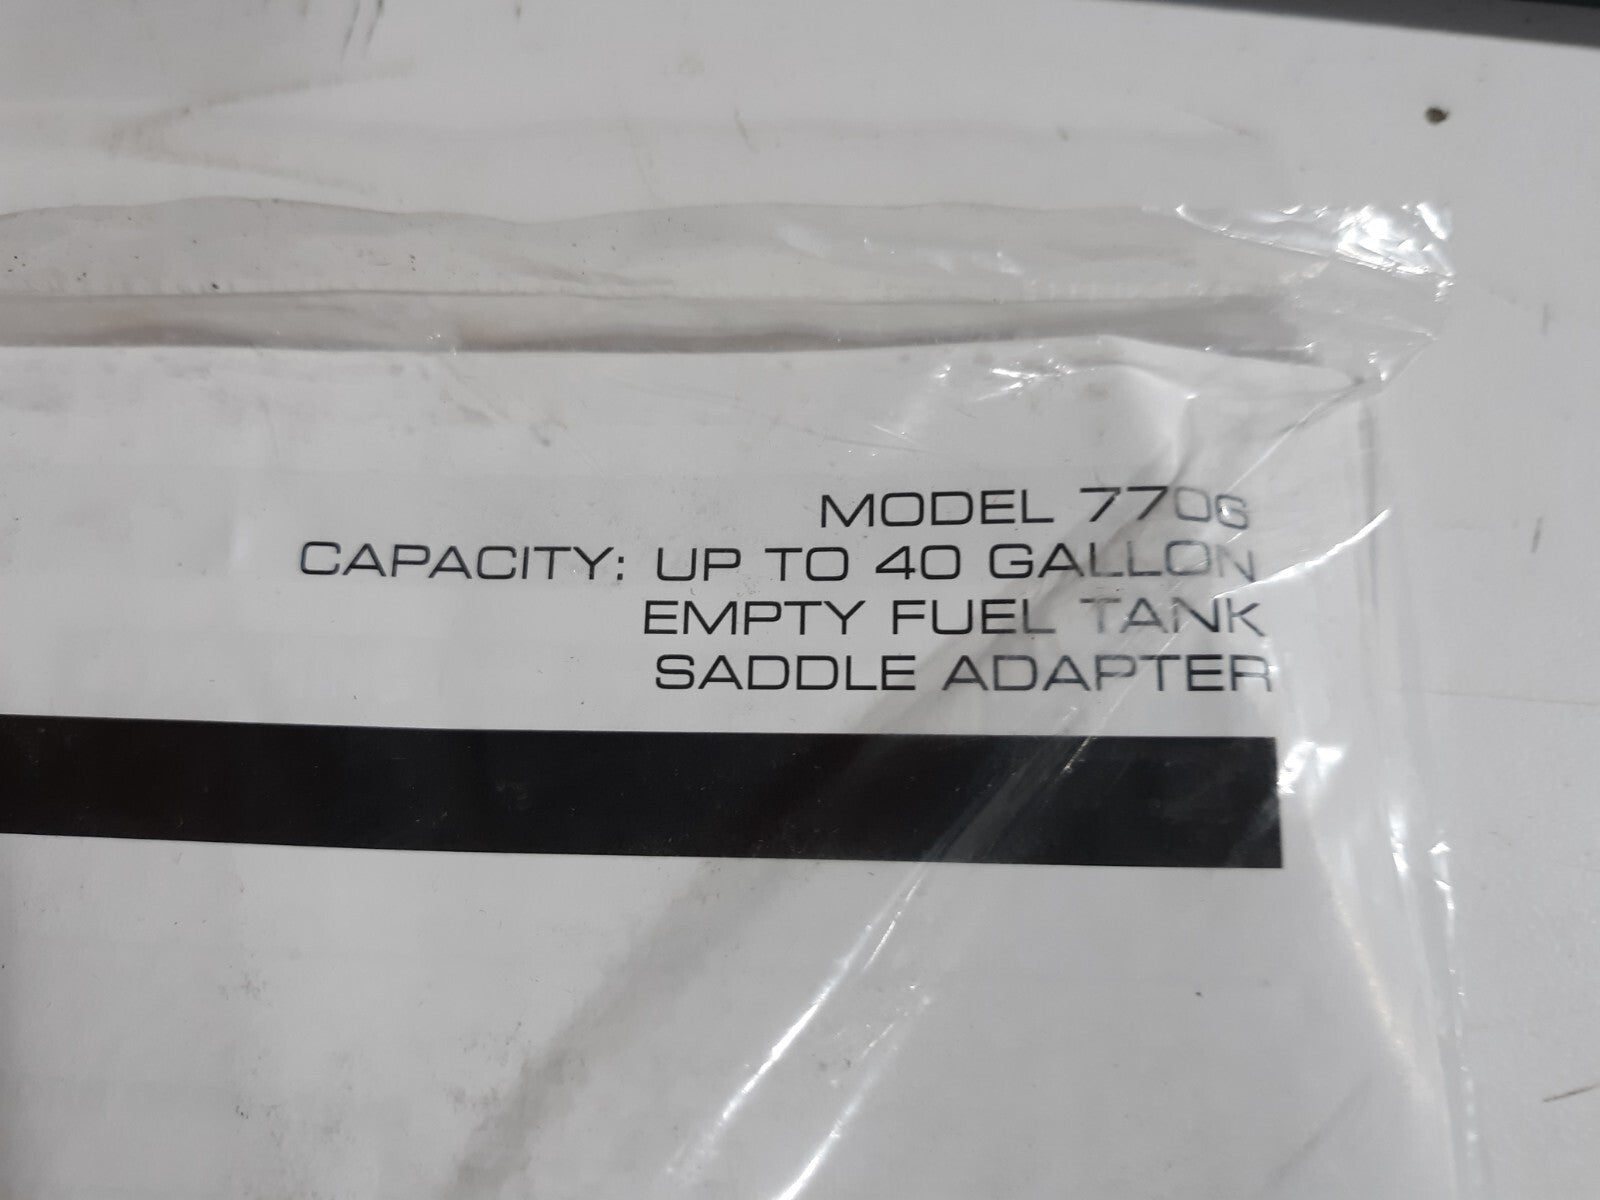 MODEL 770G
CAPACITY: UP TO 40 GALLON
EMPTY FUEL TANK
SADDLE ADAPTER